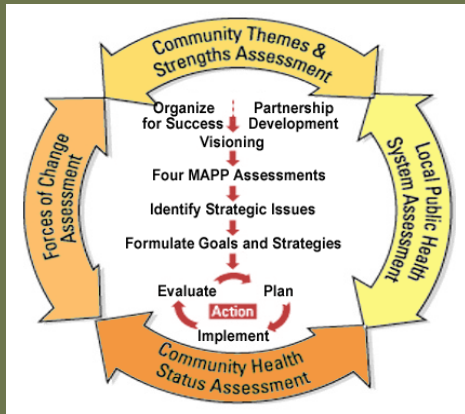 Community Themes &
Strengths Assessment
Organize
for Success
Partnership
Development
Visioning
Four MAPP Assessments
Identify Strategic Issues
Formulate Goals and Strategies
Evaluate
Plan
Action
Implement
Forces of Change
Assessment
Local Public Health
System Assessment
Community Health
Status Assessment